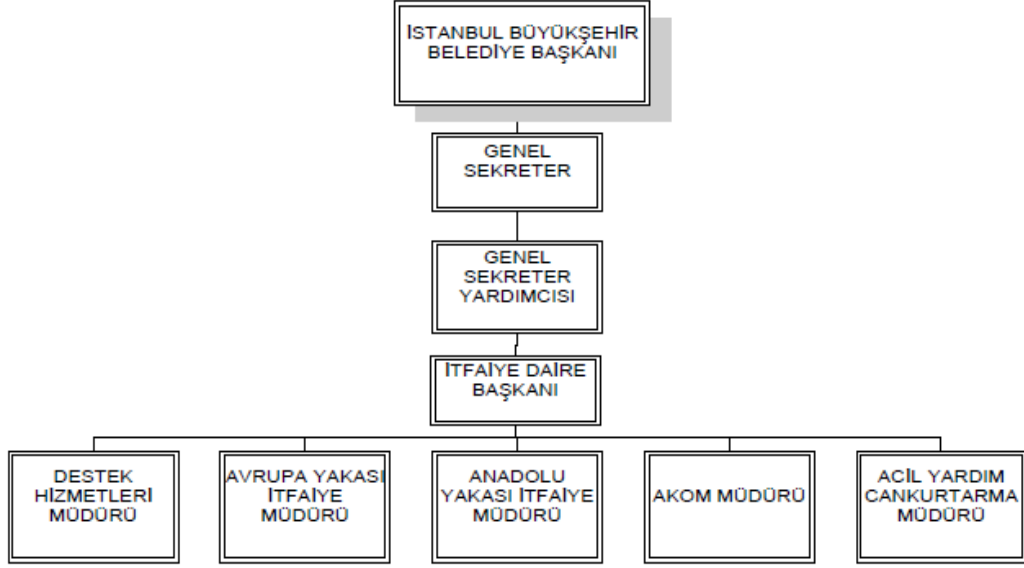 İSTANBUL BÜYÜKŞEHİR
BELEDİYE BAŞKANI
GENEL
SEKRETER
GENEL
SEKRETER
YARDIMCISI
İTFAİYE DAİRE
BAŞKANI
DESTEK
HİZMETLERİ
MÜDÜRÜ
AVRUPA YAKASI
İTFAİYE
MÜDÜRÜ
ANADOLU
YAKASI İTFAİYE
MÜDÜRÜ
AKOM MÜDÜRÜ
ACİL YARDIM
CANKURTARMA
MÜDÜRÜ